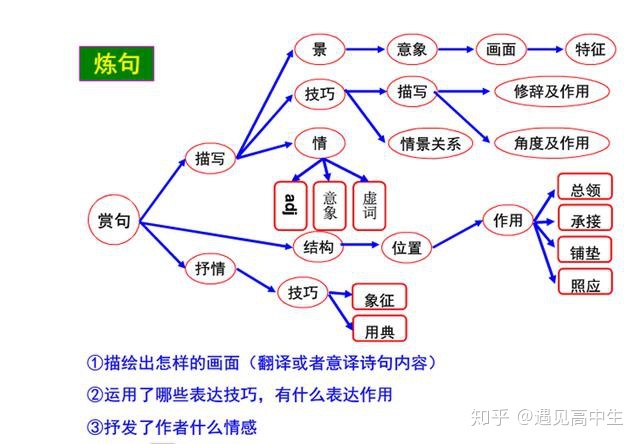 炼句
景
意象
画面
特征
技巧
描写
修辞及作用
描写
情
情景关系
角度及作用
adj
意象
虚词
总领
赏句
作用
承接
结构
位置
铺垫
抒情
照应
技巧
象征
用典
①描绘出怎样的画面（翻译或者意译诗句内容）
②运用了哪些表达技巧，有什么表达作用
③抒发了作者什么情感
知乎 @遇见高中生